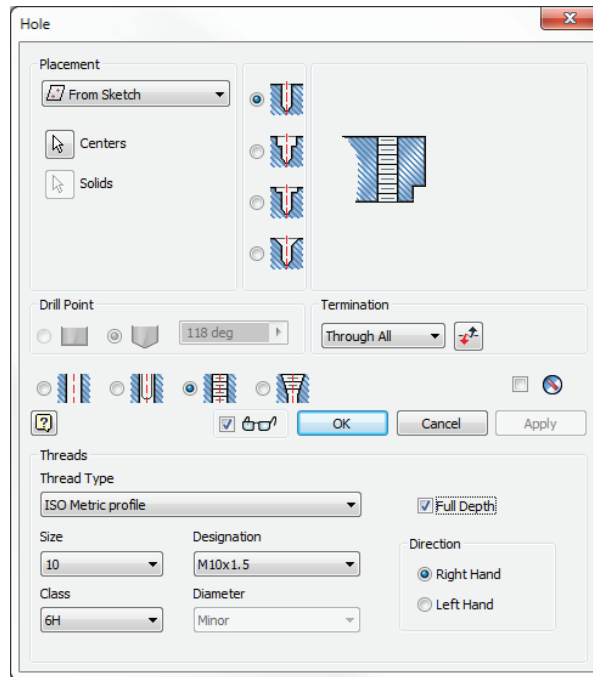 Hole
Placement
From Sketch
Centers
Solids
Drill Point
118 deg
Termination
Through All
OK
Cancel
Apply
Threads
Thread Type
ISO Metric profile
Full Depth
Size
Designation
10
M10x1.5
Direction
Right Hand
Left Hand
Class
Diameter
6H
Minor